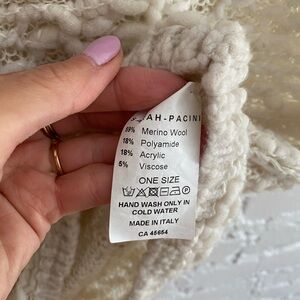 AH-PACINI
59% Merino Wool
18% Polyamide
18% Acrylic
5% Viscose
ONE SIZE
HAND WASH ONLY IN
COLD WATER
MADE IN ITALY
CA 45654